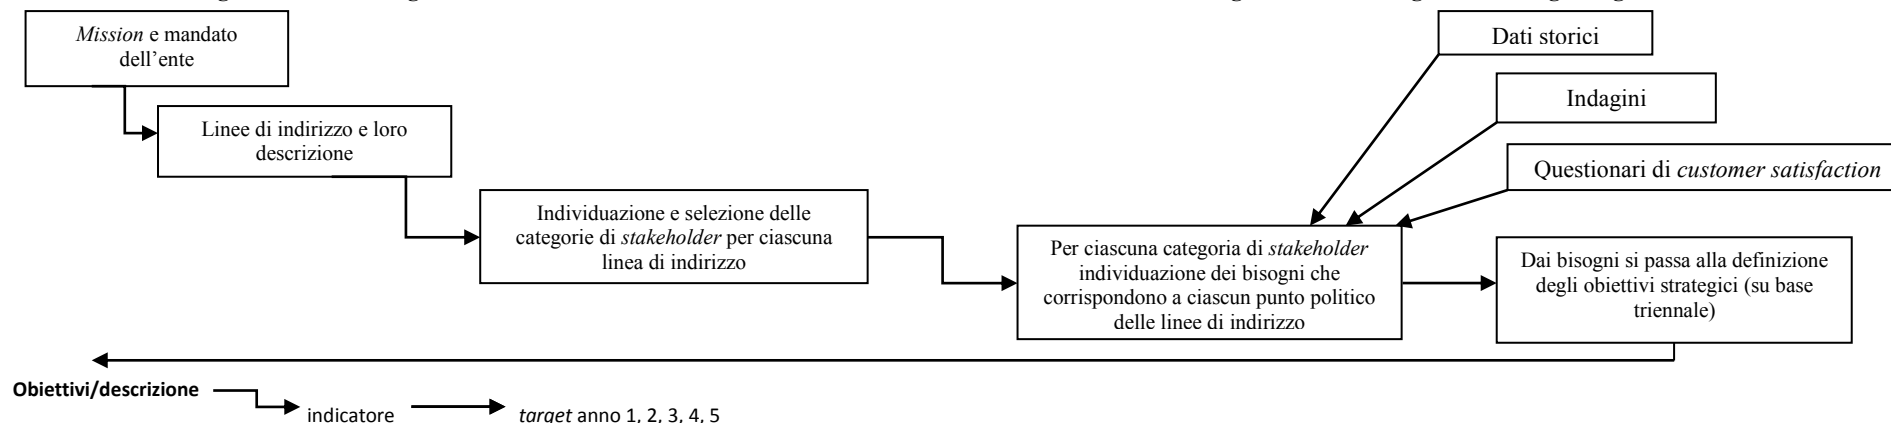 Mission e mandato
dell'ente
Dati storici
Indagini
Linee di indirizzo e loro
descrizione
Questionari di customer satisfaction
Individuazione e selezione delle
categorie di stakeholder per ciascuna
linea di indirizzo
Per ciascuna categoria di stakeholder
individuazione dei bisogni che
corrispondono a ciascun punto politico
delle linee di indirizzo
Dai bisogni si passa alla definizione
degli obiettivi strategici (su base
triennale)
Obiettivi/descrizione
indicatore
target anno 1, 2, 3, 4, 5